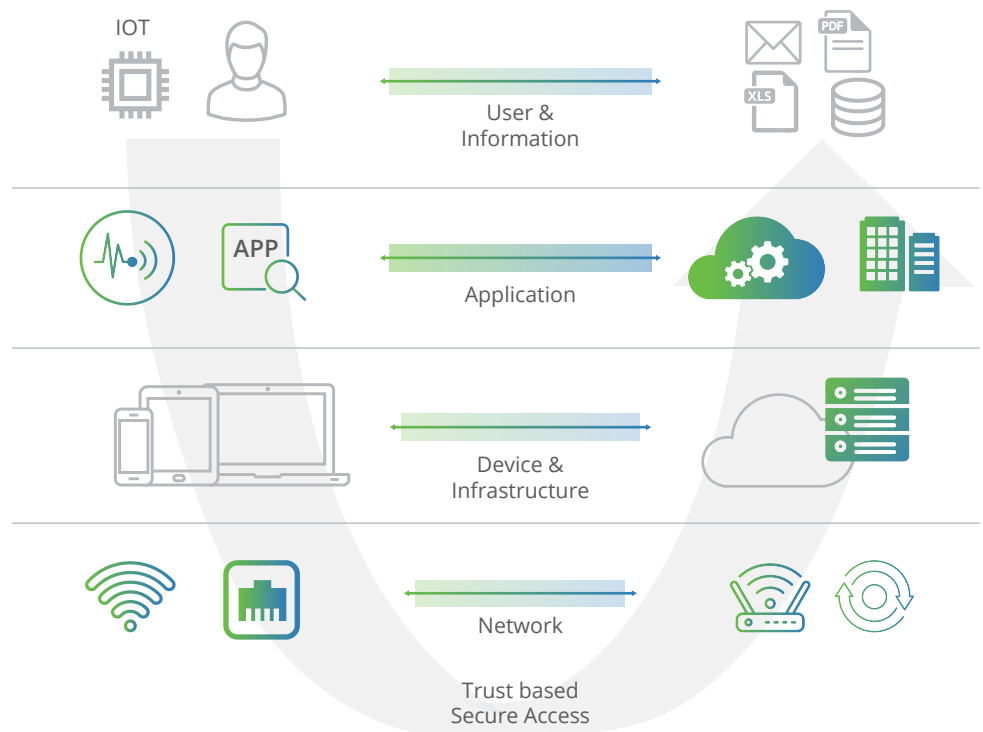 IOT
PDF
XLS
User &
Information
APP
Application
Device &
Infrastructure
Network
Trust based
Secure Access